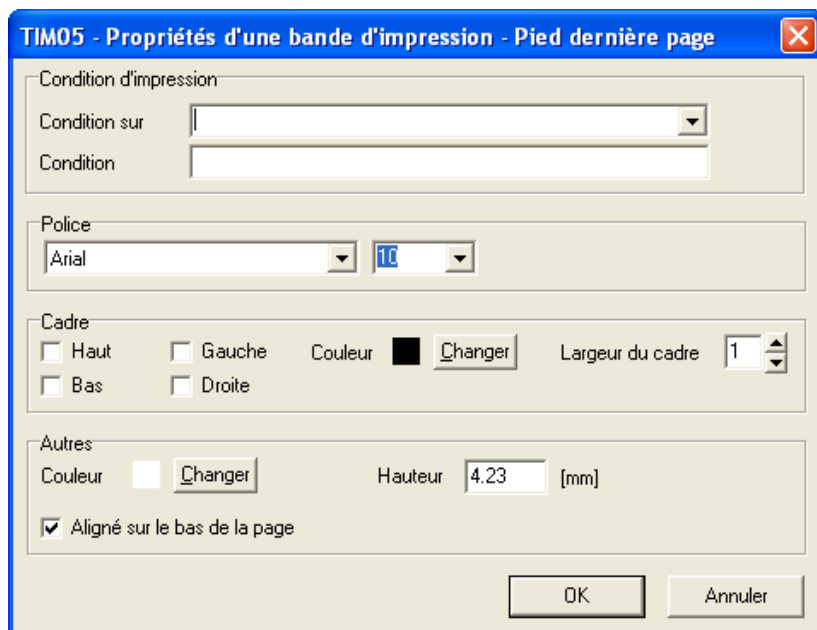 TIM05 - Propriétés d'une bande d'impression - Pied dernière page
Condition d'impression
Condition sur
Condition
Police
Arial 10
Cadre
Haut Gauche Couleur Changer Largeur du cadre 1
Bas Droite
Autres
Couleur Changer Hauteur 4.23 [mm]
Aligné sur le bas de la page
OK Annuler